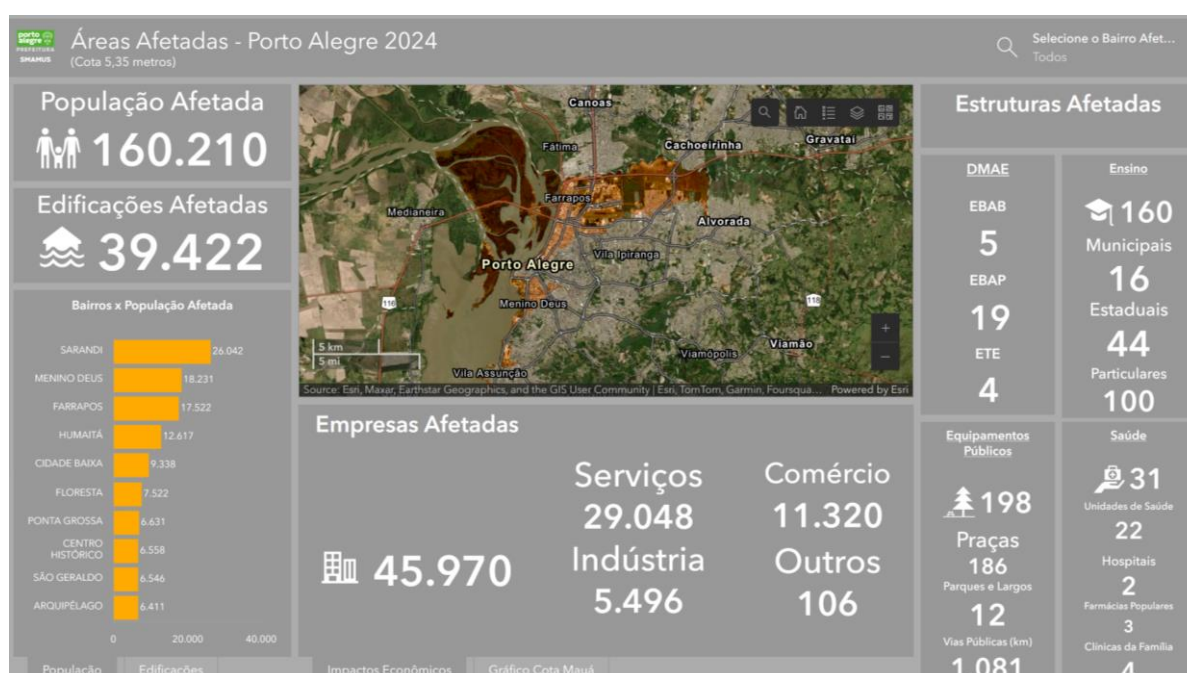 porto alegre
PREFEITURA
SMAMUS
Áreas Afetadas - Porto Alegre 2024
(Cota 5,35 metros)
Selecione o Bairro Afet...
Todos
População Afetada
160.210
Edificações Afetadas
39.422
Bairros x População Afetada
SARANDI 26.042
MENINO DEUS 18.231
FARRAPOS 17.522
HUMAITÁ 12.617
CIDADE BAIXA 9.338
FLORESTA 7.522
PONTA GROSSA 6.631
CENTRO
HISTÓRICO 6.558
SÃO GERALDO 6.546
ARQUIPÉLAGO 6.411
0 20.000 40.000
População Edificações
Canoas
Fátima
Cachoeirinha
Gravataí
Medianeira
Farrapos
Alvorada
Vila Ipiranga
Porto Alegre
116
Menino Deus
118
Viamão
Viamópolis
5 km
5 mi
Vila Assunção
+
−
Source: Esri, Maxar, Earthstar Geographics, and the GIS User Community | Esri, TomTom, Garmin, Foursqua... Powered by Esri
Empresas Afetadas
45.970
Serviços
29.048
Comércio
11.320
Indústria
5.496
Outros
106
Impactos Econômicos Gráfico Cota Mauá
Estruturas Afetadas
DMAE
EBAB
5
EBAP
19
ETE
4
Ensino
160
Municipais
16
Estaduais
44
Particulares
100
Equipamentos
Públicos
198
Praças
186
Parques e Largos
12
Vias Públicas (km)
1.081
Saúde
31
Unidades de Saúde
22
Hospitais
2
Farmácias Populares
3
Clínicas da Família
4